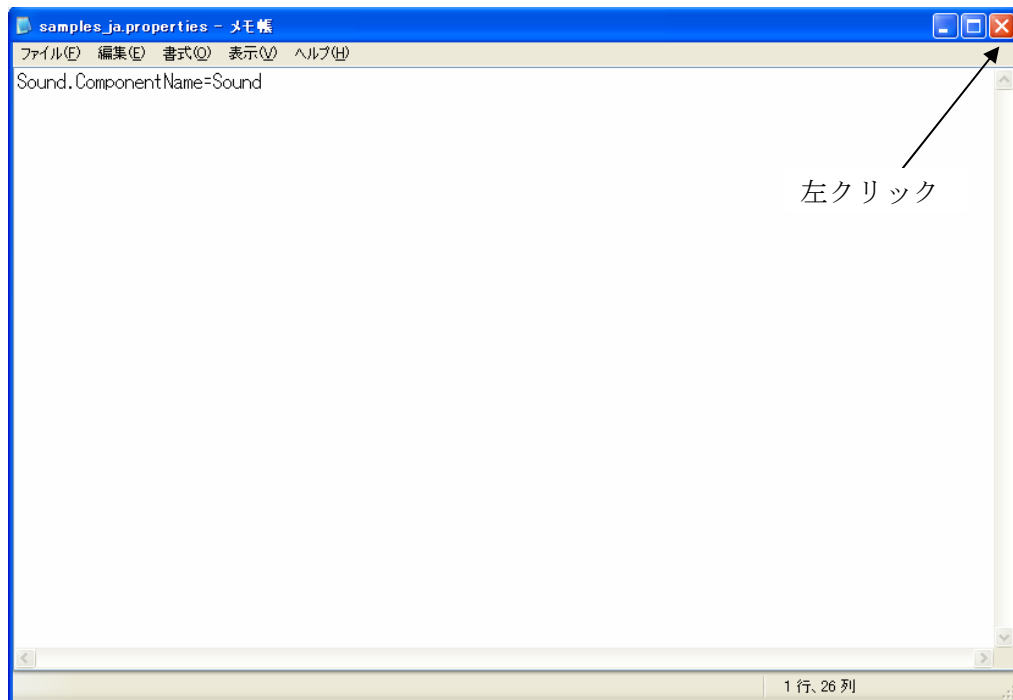 samples_ja.properties - メモ帳
ファイル(F) 編集(E) 書式(O) 表示(V) ヘルプ(H)
Sound.ComponentName=Sound
左クリック
1 行、26 列